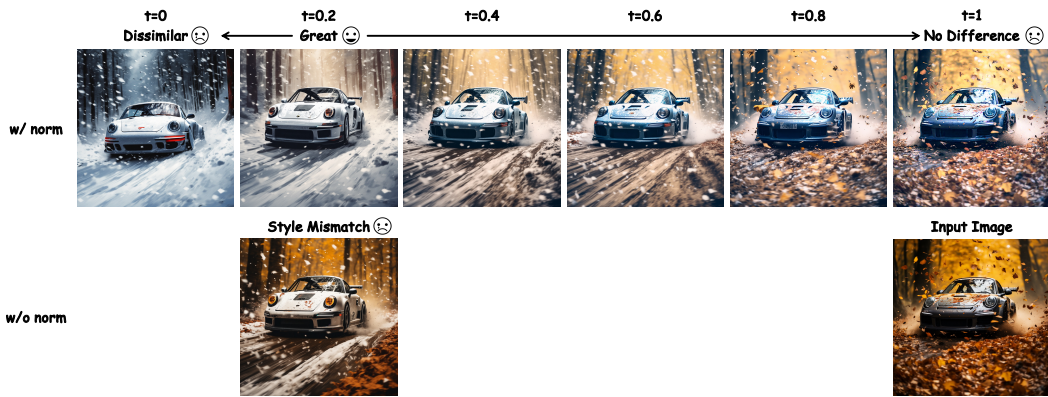 t=0 t=0.2 t=0.4 t=0.6 t=0.8 t=1
Dissimilar Great No Difference
w/ norm
Style Mismatch Input Image
w/o norm